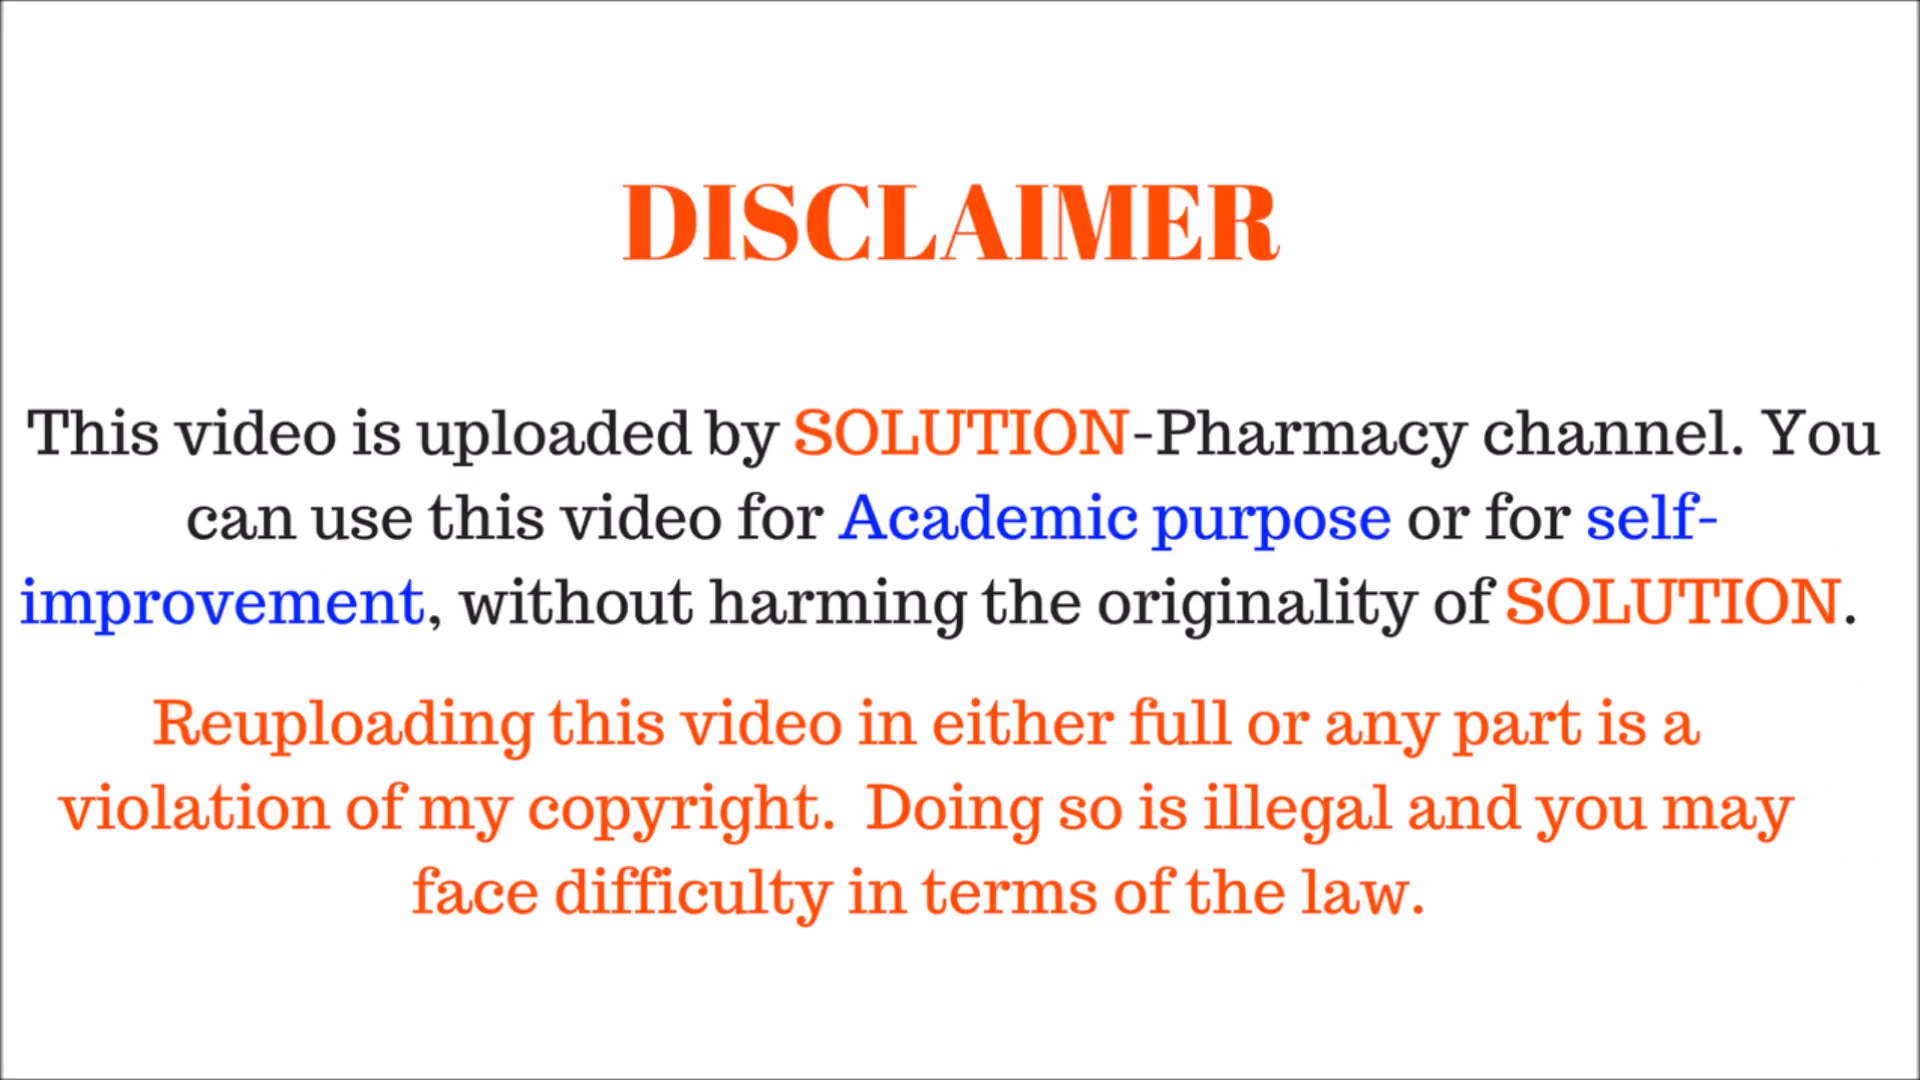 DISCLAIMER
This video is uploaded by SOLUTION-Pharmacy channel. You
can use this video for Academic purpose or for self-
improvement, without harming the originality of SOLUTION.
Reuploading this video in either full or any part is a
violation of my copyright.  Doing so is illegal and you may
face difficulty in terms of the law.